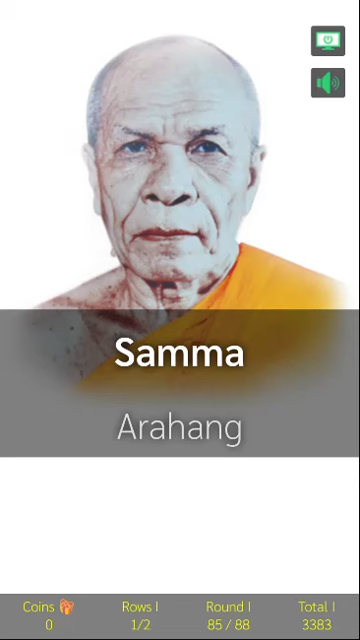 Samma
Arahang
Coins Rows I Round I Total I
0 1/2 85 / 88 3383